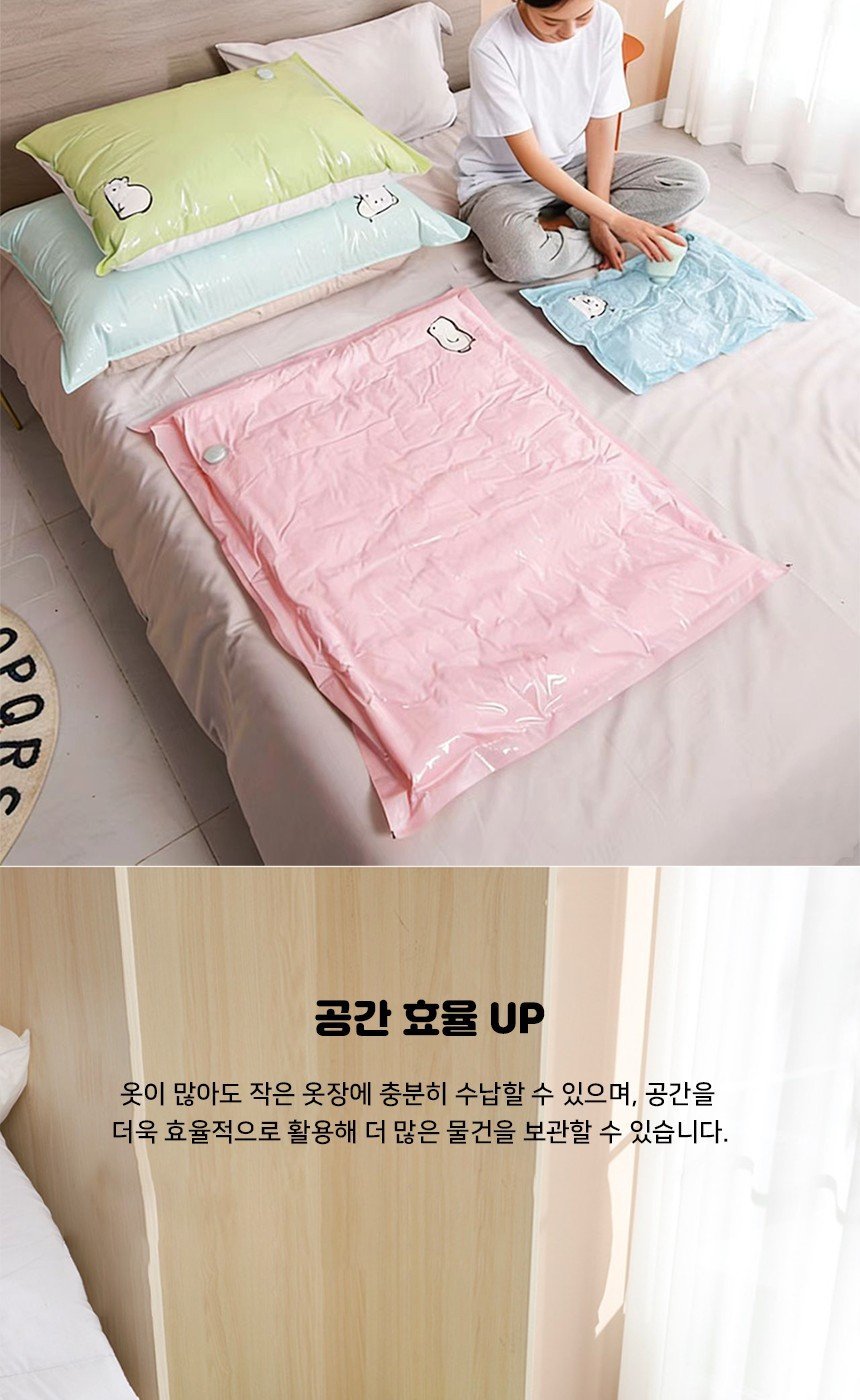 OPQRS
공간 효율 UP
옷이 많아도 작은 옷장에 충분히 수납할 수 있으며, 공간을
더욱 효율적으로 활용해 더 많은 물건을 보관할 수 있습니다.